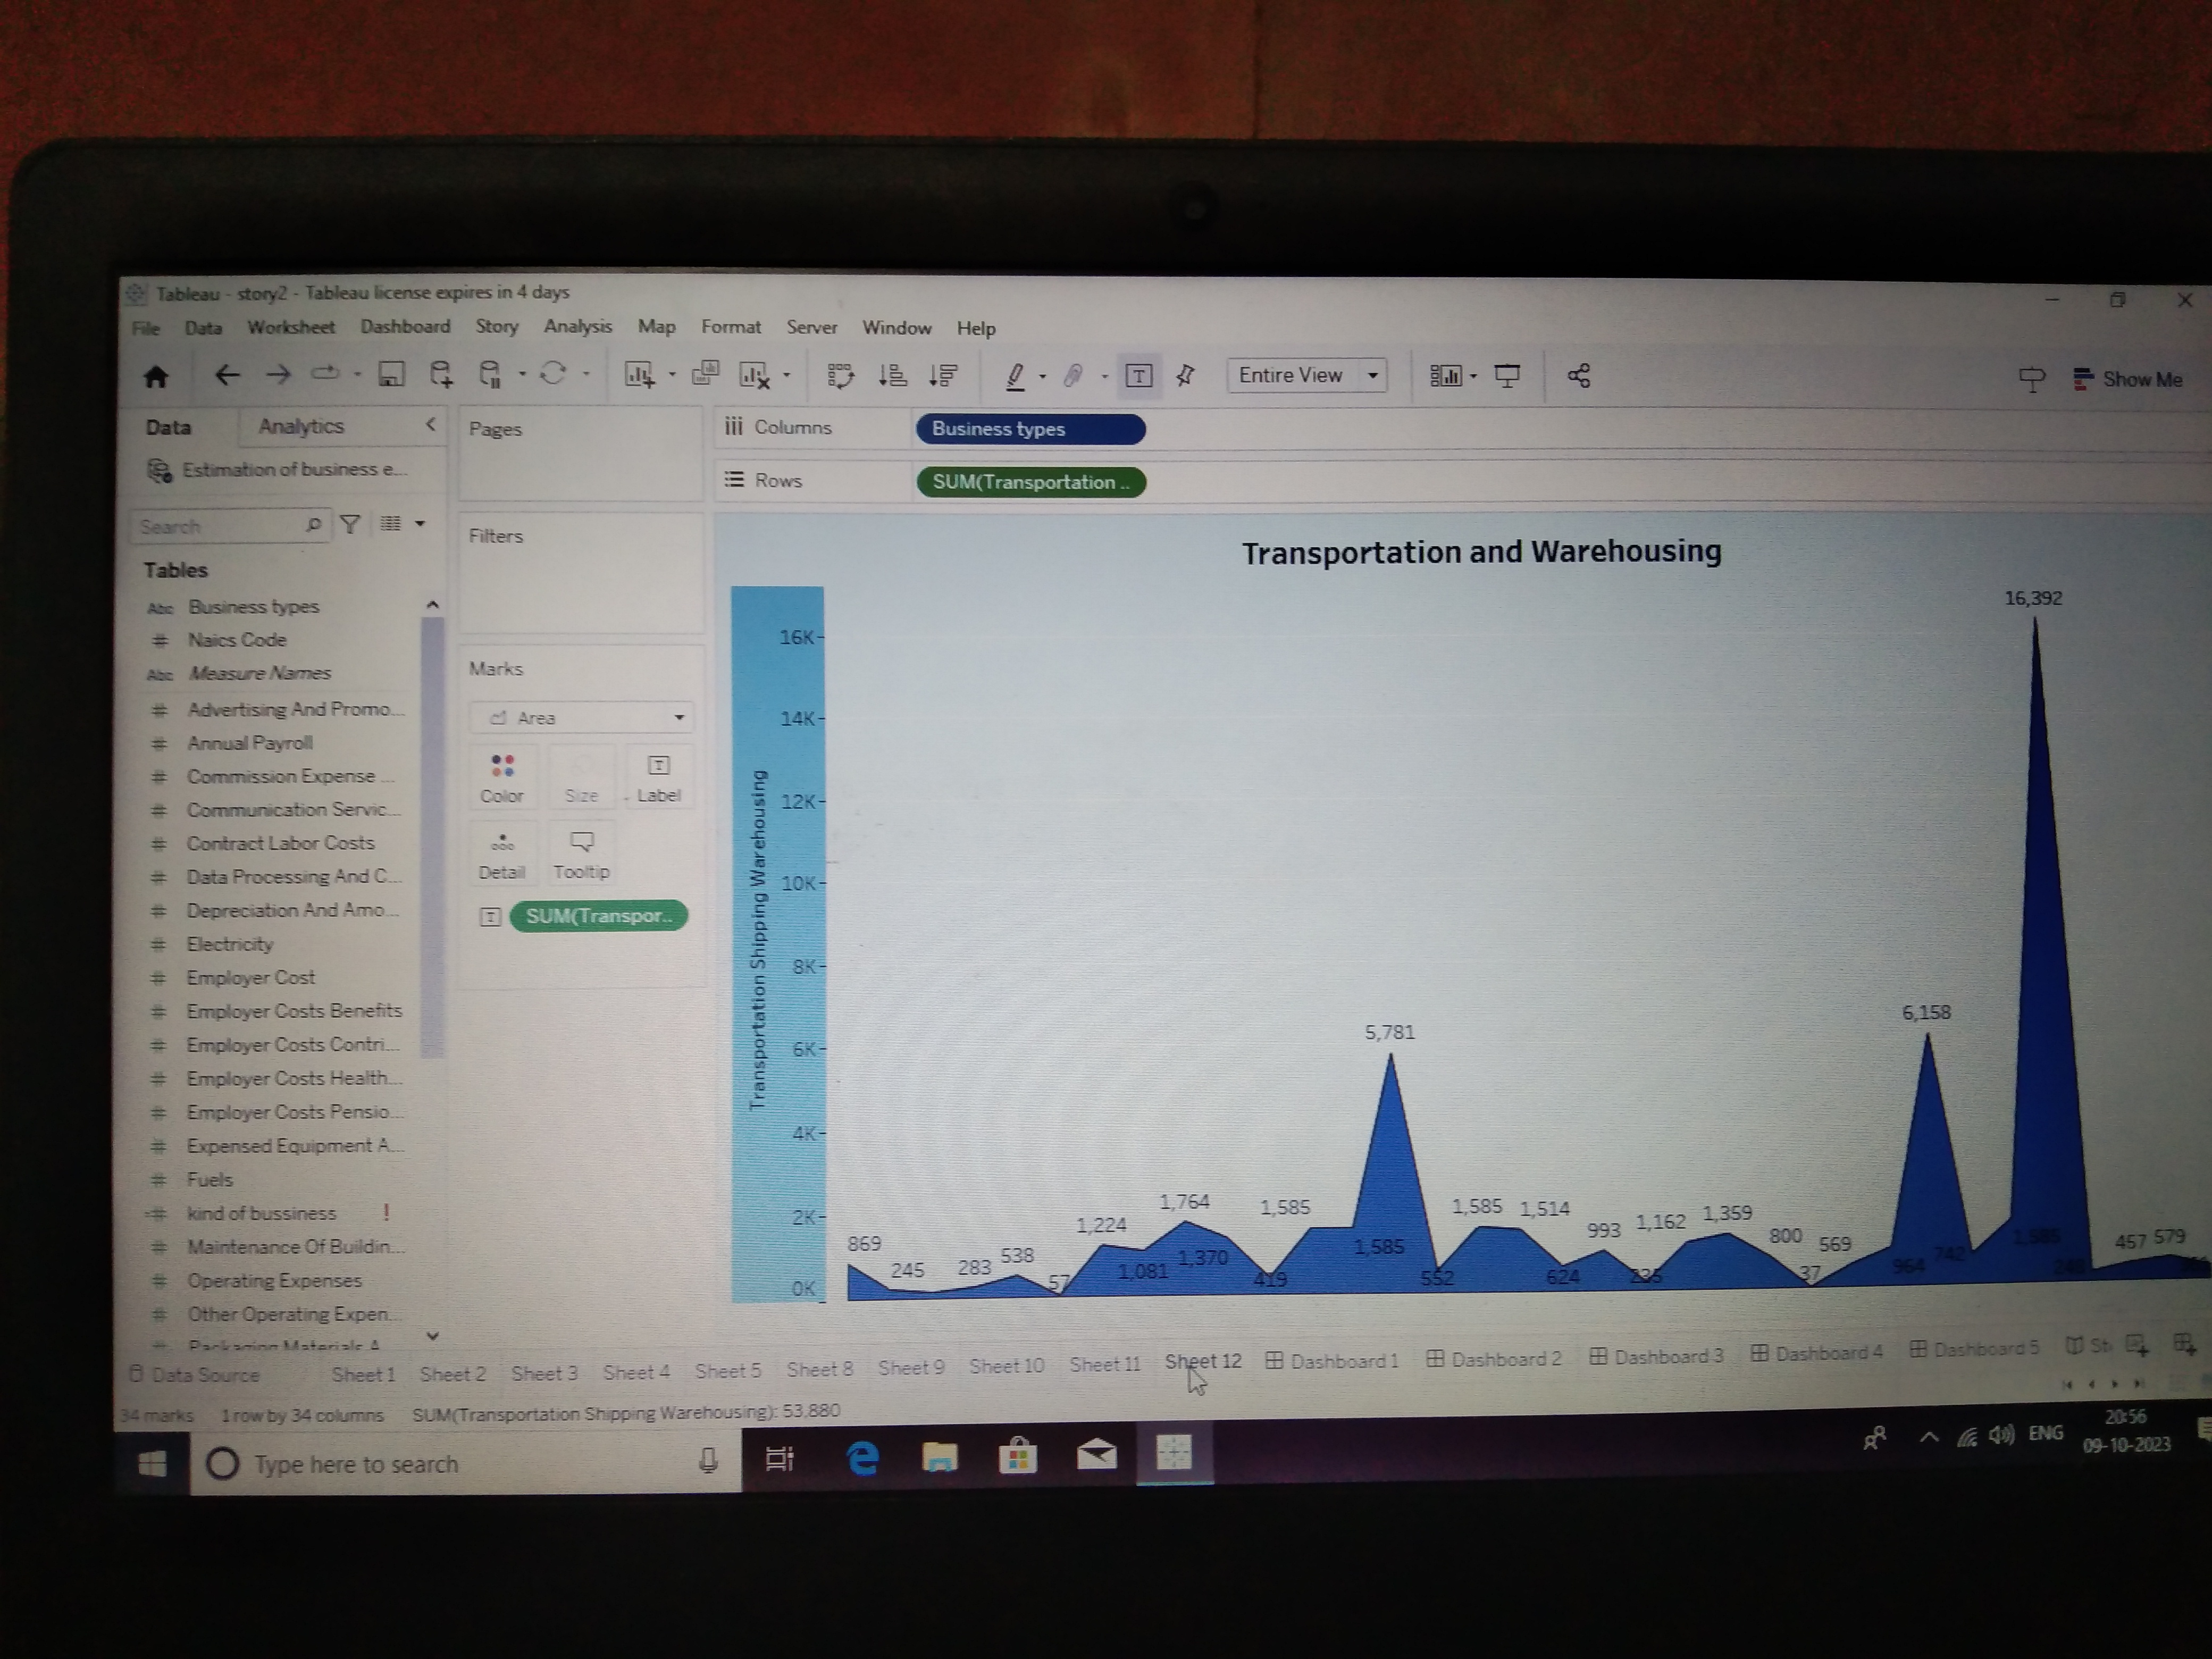 Tableau - story2 - Tableau license expires in 4 days
File Data Worksheet Dashboard Story Analysis Map Format Server Window Help
Entire View
Show Me
Data Analytics
Estimation of business e...
Search
Tables
Abc Business types
# Naics Code
Abc Measure Names
# Advertising And Promo...
# Annual Payroll
# Commission Expense ...
# Communication Servic...
# Contract Labor Costs
# Data Processing And C...
# Depreciation And Amo...
# Electricity
# Employer Cost
# Employer Costs Benefits
# Employer Costs Contri...
# Employer Costs Health...
# Employer Costs Pensio...
# Expensed Equipment A...
# Fuels
=# kind of bussiness !
# Maintenance Of Buildin...
# Operating Expenses
# Other Operating Expen...
# Packaging Materials A
Pages
Filters
Marks
Area
Color Size Label
Detail Tooltip
SUM(Transpor..
Columns Business types
Rows SUM(Transportation ..
Transportation and Warehousing
Transportation Shipping Warehousing
16K
14K
12K
10K
8K
6K
4K
2K
0K
16,392
6,158
5,781
1,764
1,224
1,585
1,585
1,514
993
1,162
1,359
869
245
283
538
57
1,081
1,370
419
1,585
552
624
235
800
37
569
964
742
457
579
Data Source Sheet 1 Sheet 2 Sheet 3 Sheet 4 Sheet 5 Sheet 8 Sheet 9 Sheet 10 Sheet 11 Sheet 12 Dashboard 1 Dashboard 2 Dashboard 3 Dashboard 4 Dashboard 5 St
34 marks 1 row by 34 columns SUM(Transportation Shipping Warehousing): 53,880
Type here to search
ENG
20:56
09-10-2023